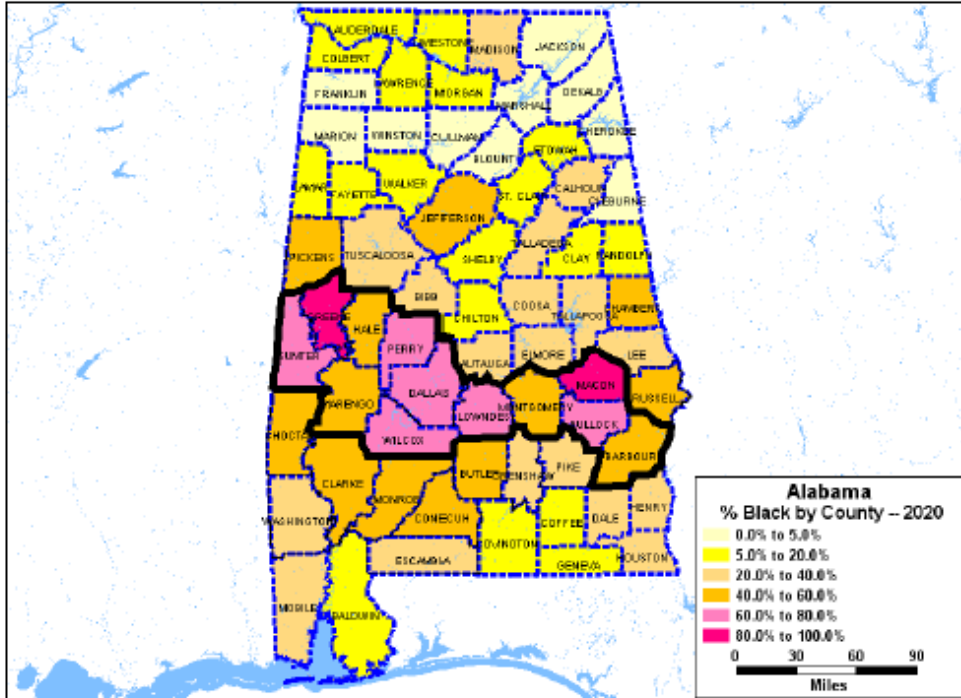 LAUDERDALE
LIMESTONE
MADISON
JACKSON
COLBERT
LAWRENCE
MORGAN
FRANKLIN
MARSHALL
DEKALB
MARION
WINSTON
CULLMAN
CHEROKEE
BLOUNT
ETOWAH
WALKER
LAMAR
FAYETTE
ST. CLAIR
CALHOUN
CLEBURNE
JEFFERSON
TALLADEGA
PICKENS
TUSCALOOSA
SHELBY
CLAY
RANDOLPH
BIBB
COOSA
GREENE
HALE
CHILTON
TALLAPOOSA
CHAMBERS
SUMTER
PERRY
AUTAUGA
ELMORE
LEE
MACON
MARENGO
DALLAS
LOWNDES
MONTGOMERY
RUSSELL
BULLOCK
CHOCTAW
WILCOX
BARBOUR
CLARKE
BUTLER
CRENSHAW
PIKE
MONROE
WASHINGTON
CONECUH
COFFEE
DALE
HENRY
COVINGTON
ESCAMBIA
GENEVA
HOUSTON
MOBILE
BALDWIN
Alabama
% Black by County -- 2020
0.0% to 5.0%
5.0% to 20.0%
20.0% to 40.0%
40.0% to 60.0%
60.0% to 80.0%
80.0% to 100.0%
0 30 60 90
Miles